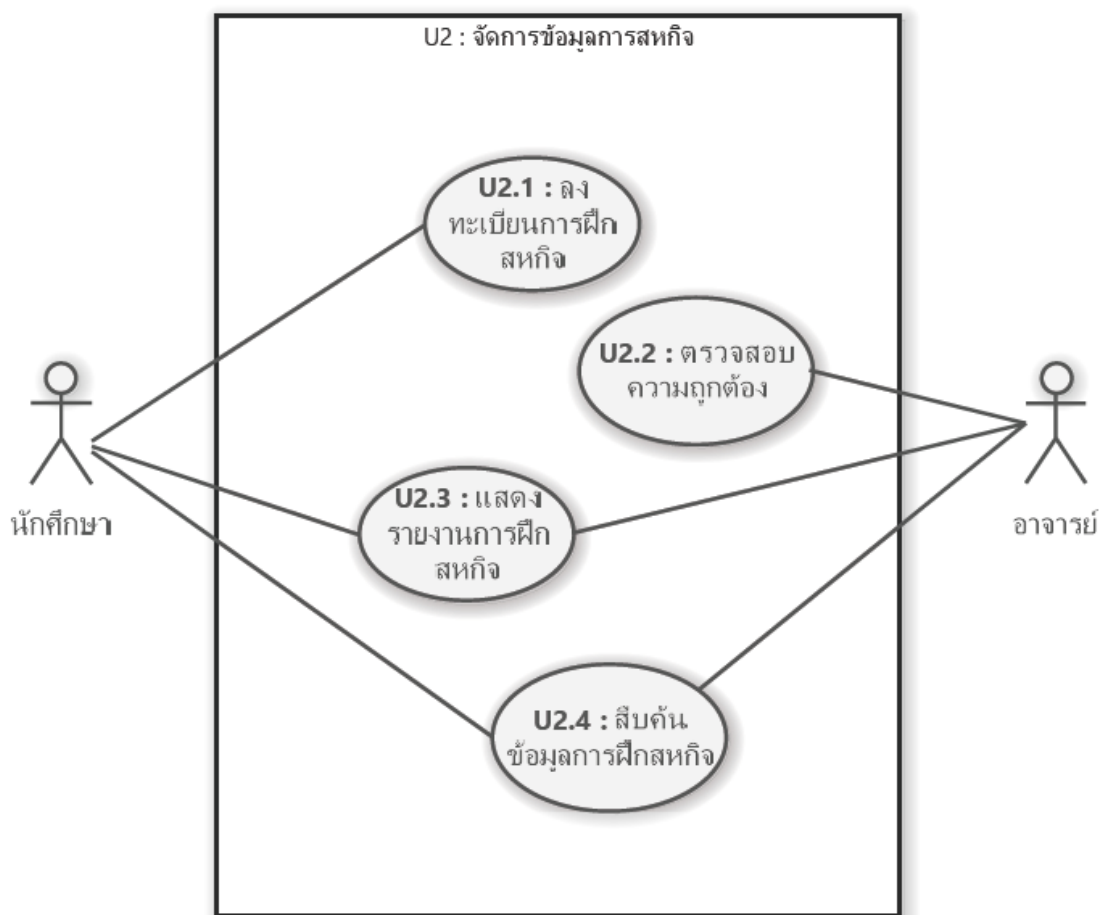 U2 : จัดการข้อมูลการสหกิจ
U2.1 : ลง
ทะเบียนการฝึก
สหกิจ
U2.2 : ตรวจสอบ
ความถูกต้อง
นักศึกษา
U2.3 : แสดง
รายงานการฝึก
สหกิจ
อาจารย์
U2.4 : สืบค้น
ข้อมูลการฝึกสหกิจ